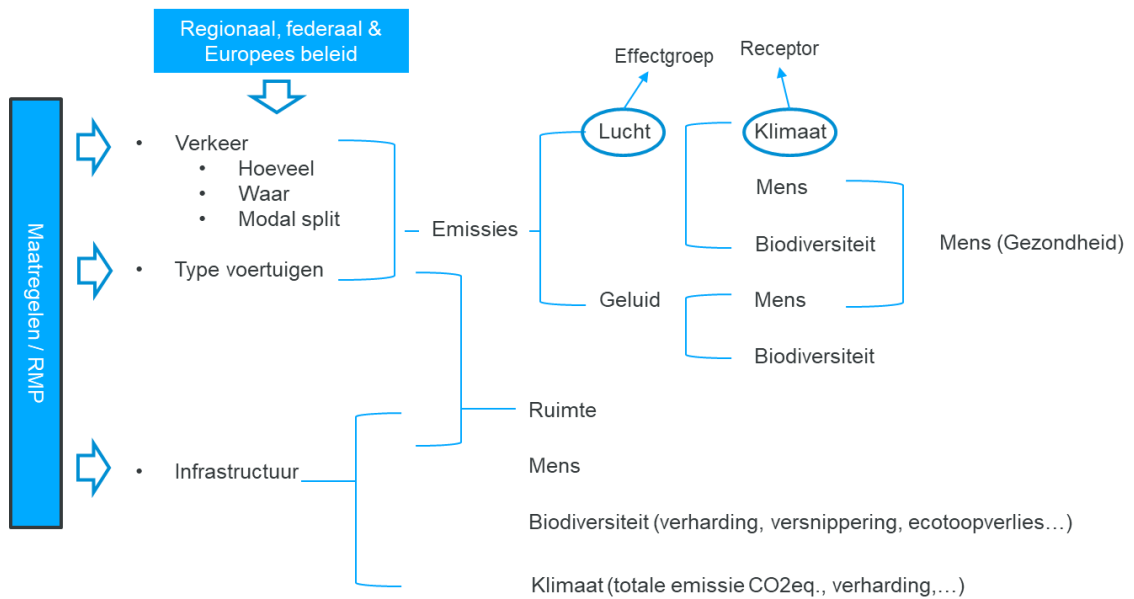 Regionaal, federaal &
Europees beleid
Effectgroep
Receptor
Maatregelen / RMP
• Verkeer
• Hoeveel
• Waar
• Modal split
• Type voertuigen
• Infrastructuur
Emissies
Lucht
Klimaat
Mens
Biodiversiteit
Geluid
Mens
Biodiversiteit
Mens (Gezondheid)
Ruimte
Mens
Biodiversiteit (verharding, versnippering, ecotoopverlies…)
Klimaat (totale emissie CO2eq., verharding,…)